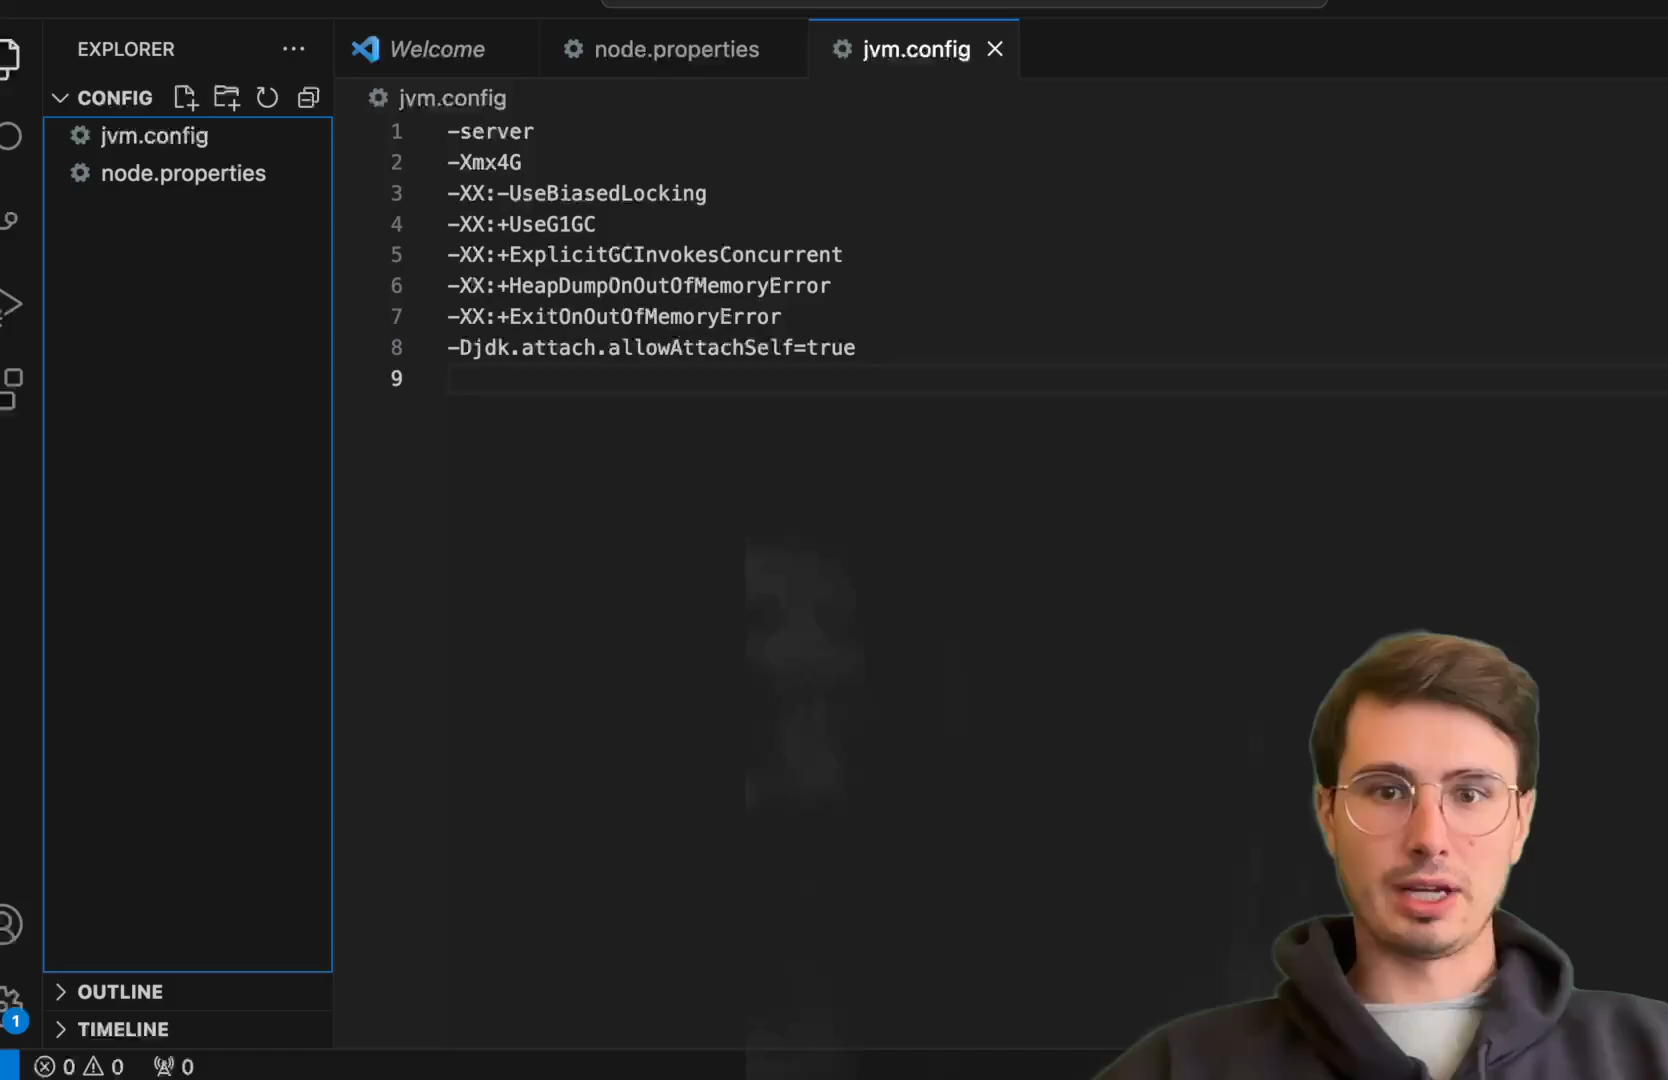 EXPLORER
···
Welcome
node.properties
jvm.config
CONFIG
jvm.config
node.properties
jvm.config
1 -server
2 -Xmx4G
3 -XX:-UseBiasedLocking
4 -XX:+UseG1GC
5 -XX:+ExplicitGCInvokesConcurrent
6 -XX:+HeapDumpOnOutOfMemoryError
7 -XX:+ExitOnOutOfMemoryError
8 -Djdk.attach.allowAttachSelf=true
9
OUTLINE
TIMELINE
1
0 0 0